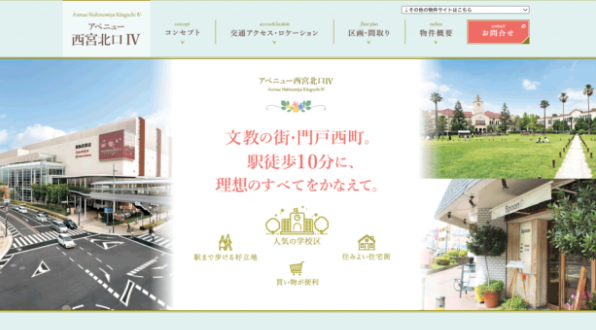 Avenue Nishinomiya Kitaguchi Ⅳ
アベニュー
西宮北口Ⅳ
concept
コンセプト
access&location
交通アクセス・ロケーション
floor plan
区画・間取り
outline
物件概要
↓その他の物件サイトはこちら
お問合せ
アベニュー西宮北口Ⅳ
Avenue Nishinomiya Kitaguchi Ⅳ
文教の街・門戸西町。
駅徒歩10分に、
理想のすべてをかなえて。
人気の学校区
駅まで歩ける好立地
住みよい住宅街
買い物が便利